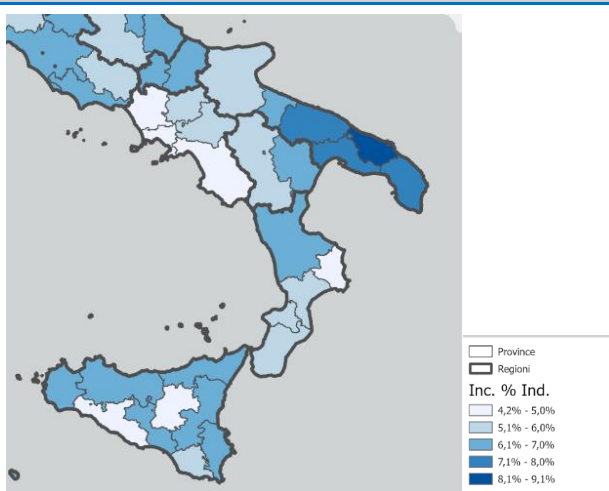 Province
Regioni
Inc. % Ind.
4,2% - 5,0%
5,1% - 6,0%
6,1% - 7,0%
7,1% - 8,0%
8,1% - 9,1%